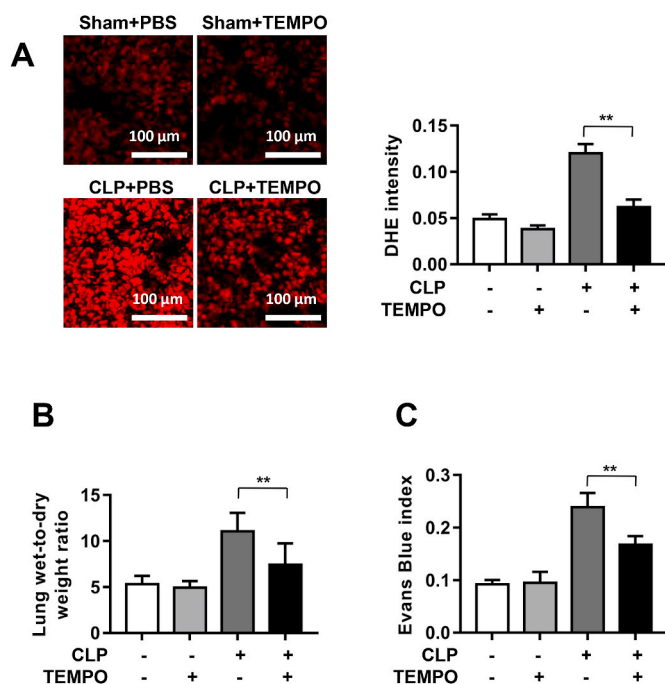 A
Sham+PBS Sham+TEMPO
100 µm 100 µm
CLP+PBS CLP+TEMPO
100 µm 100 µm
DHE intensity
0.15
0.10
0.05
0.00
**
CLP - - + +
TEMPO - + - +
B
Lung wet-to-dry
weight ratio
15
10
5
0
**
CLP - - + +
TEMPO - + - +
C
Evans Blue index
0.3
0.2
0.1
0.0
**
CLP - - + +
TEMPO - + - +